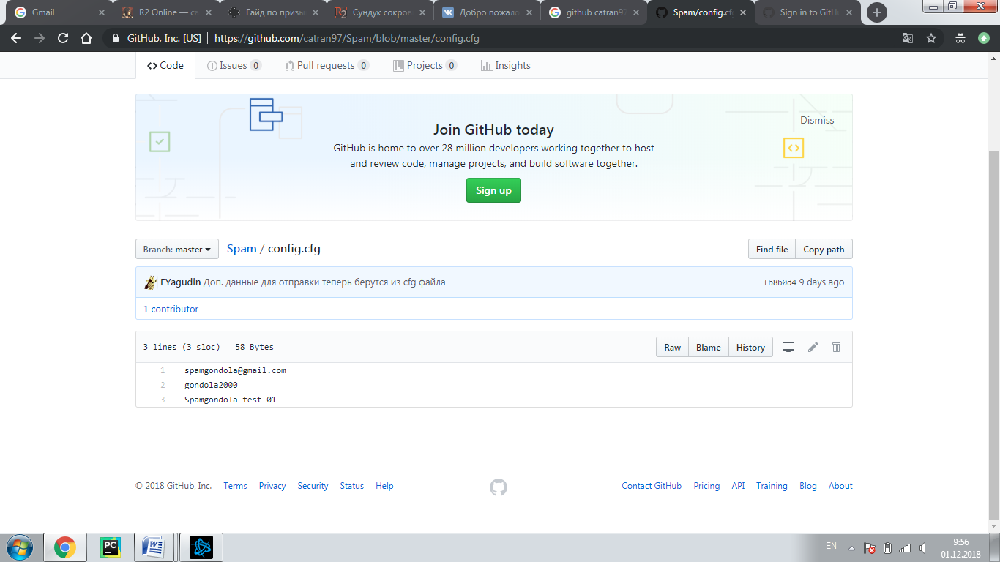 Gmail
R2 Online — са
Гайд по призы
Сундук сокров
Добро пожало
github catran97
Spam/config.cfg
Sign in to GitHu
GitHub, Inc. [US] | https://github.com/catran97/Spam/blob/master/config.cfg
Code Issues 0 Pull requests 0 Projects 0 Insights
Dismiss
Join GitHub today
GitHub is home to over 28 million developers working together to host
and review code, manage projects, and build software together.
Sign up
Branch: master Spam / config.cfg Find file Copy path
EYagudin Доп. данные для отправки теперь берутся из cfg файла fb8b0d4 9 days ago
1 contributor
3 lines (3 sloc) 58 Bytes Raw Blame History
1 spamgondola@gmail.com
2 gondola2000
3 Spamgondola test 01
© 2018 GitHub, Inc. Terms Privacy Security Status Help Contact GitHub Pricing API Training Blog About
PC W EN 9:56
01.12.2018